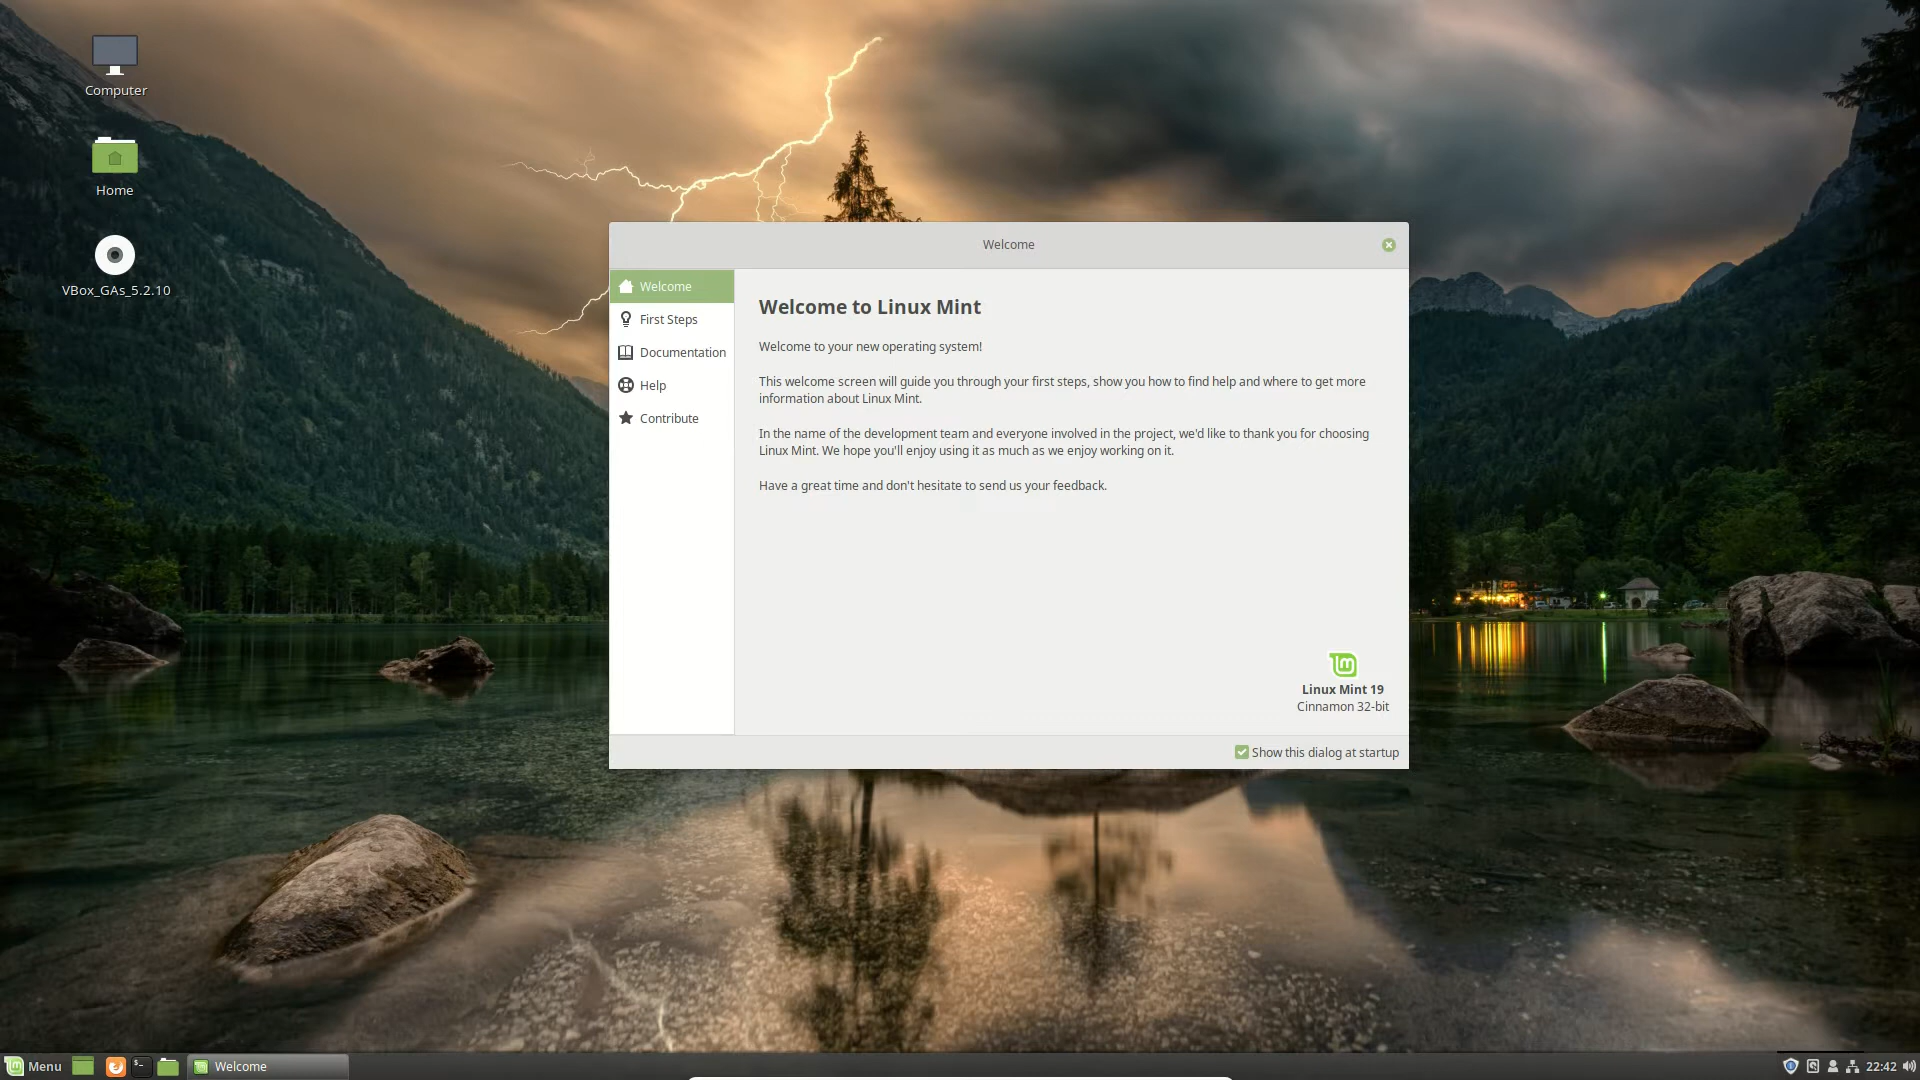 Computer
Home
VBox_GAs_5.2.10
Welcome
Welcome
First Steps
Documentation
Help
Contribute
Welcome to Linux Mint
Welcome to your new operating system!
This welcome screen will guide you through your first steps, show you how to find help and where to get more
information about Linux Mint.
In the name of the development team and everyone involved in the project, we'd like to thank you for choosing
Linux Mint. We hope you'll enjoy using it as much as we enjoy working on it.
Have a great time and don't hesitate to send us your feedback.
Linux Mint 19
Cinnamon 32-bit
Show this dialog at startup
Menu
Welcome
22:42